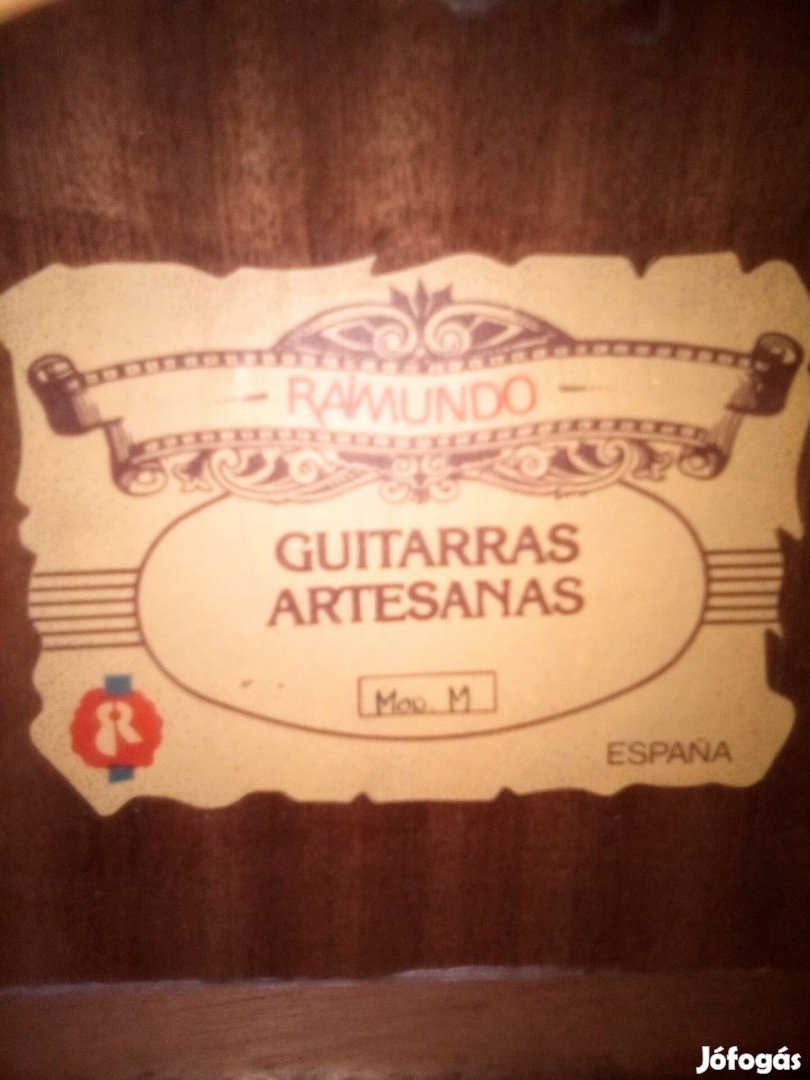 RAIMUNDO
GUITARRAS
ARTESANAS
MOD. M
R
ESPAÑA
Jófogás